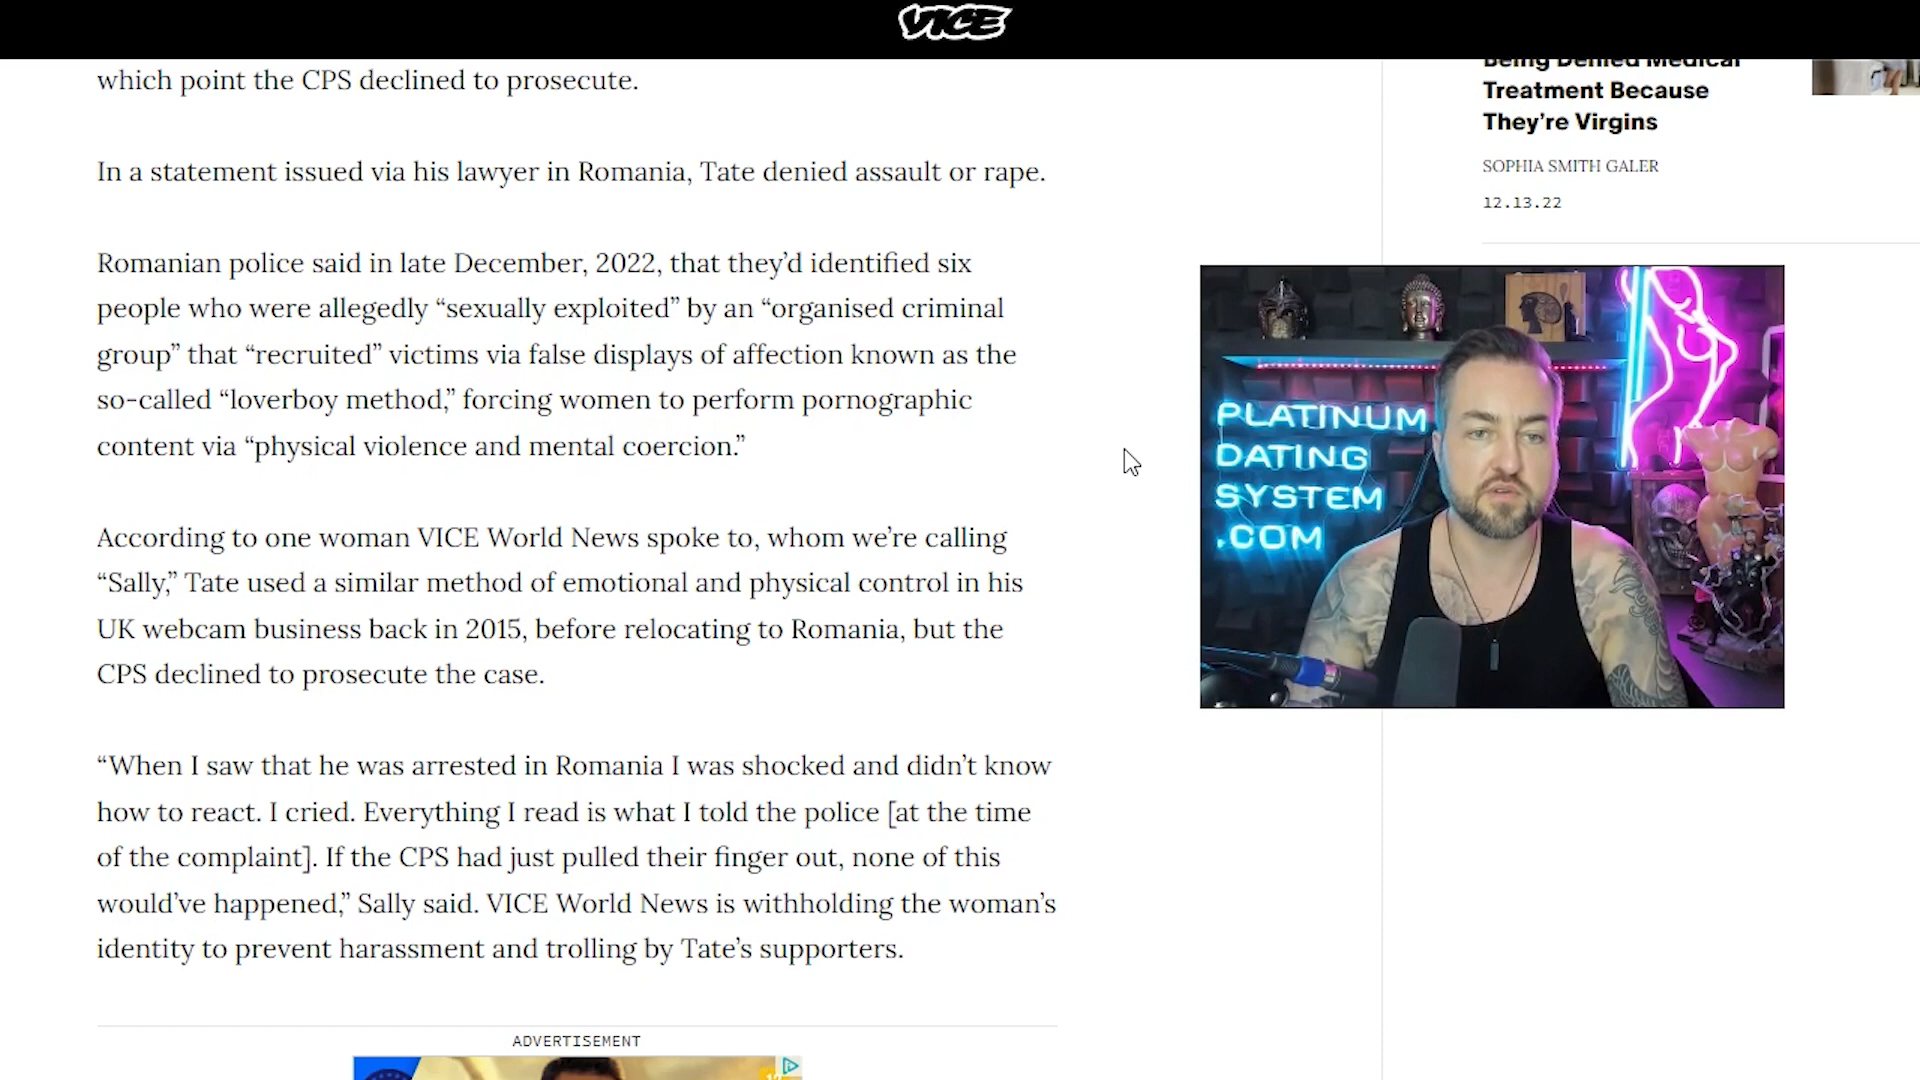 VICE
which point the CPS declined to prosecute.
In a statement issued via his lawyer in Romania, Tate denied assault or rape.
Romanian police said in late December, 2022, that they’d identified six
people who were allegedly “sexually exploited” by an “organised criminal
group” that “recruited” victims via false displays of affection known as the
so-called “loverboy method,” forcing women to perform pornographic
content via “physical violence and mental coercion.”
According to one woman VICE World News spoke to, whom we’re calling
“Sally,” Tate used a similar method of emotional and physical control in his
UK webcam business back in 2015, before relocating to Romania, but the
CPS declined to prosecute the case.
“When I saw that he was arrested in Romania I was shocked and didn’t know
how to react. I cried. Everything I read is what I told the police [at the time
of the complaint]. If the CPS had just pulled their finger out, none of this
would’ve happened,” Sally said. VICE World News is withholding the woman’s
identity to prevent harassment and trolling by Tate’s supporters.
ADVERTISEMENT
Being Denied Medical
Treatment Because
They’re Virgins
SOPHIA SMITH GALER
12.13.22
PLATINUM
DATING
SYSTEM
.COM